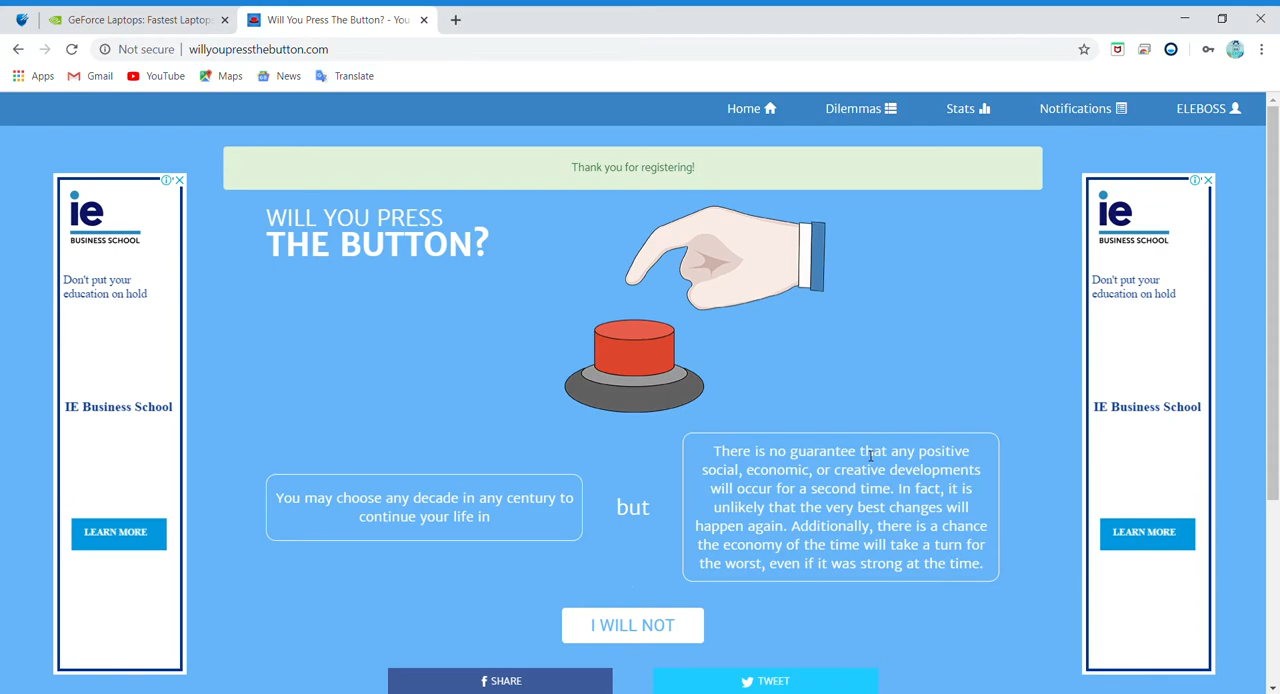 GeForce Laptops: Fastest Laptops
Will You Press The Button? - You
Not secure | willyoupressthebutton.com
Apps Gmail YouTube Maps News Translate
Home Dilemmas Stats Notifications ELEBOSS
Thank you for registering!
WILL YOU PRESS
THE BUTTON?
ie
BUSINESS SCHOOL
Don't put your
education on hold
IE Business School
LEARN MORE
You may choose any decade in any century to
continue your life in
but
There is no guarantee that any positive
social, economic, or creative developments
will occur for a second time. In fact, it is
unlikely that the very best changes will
happen again. Additionally, there is a chance
the economy of the time will take a turn for
the worst, even if it was strong at the time.
I WILL NOT
SHARE
TWEET
ie
BUSINESS SCHOOL
Don't put your
education on hold
IE Business School
LEARN MORE